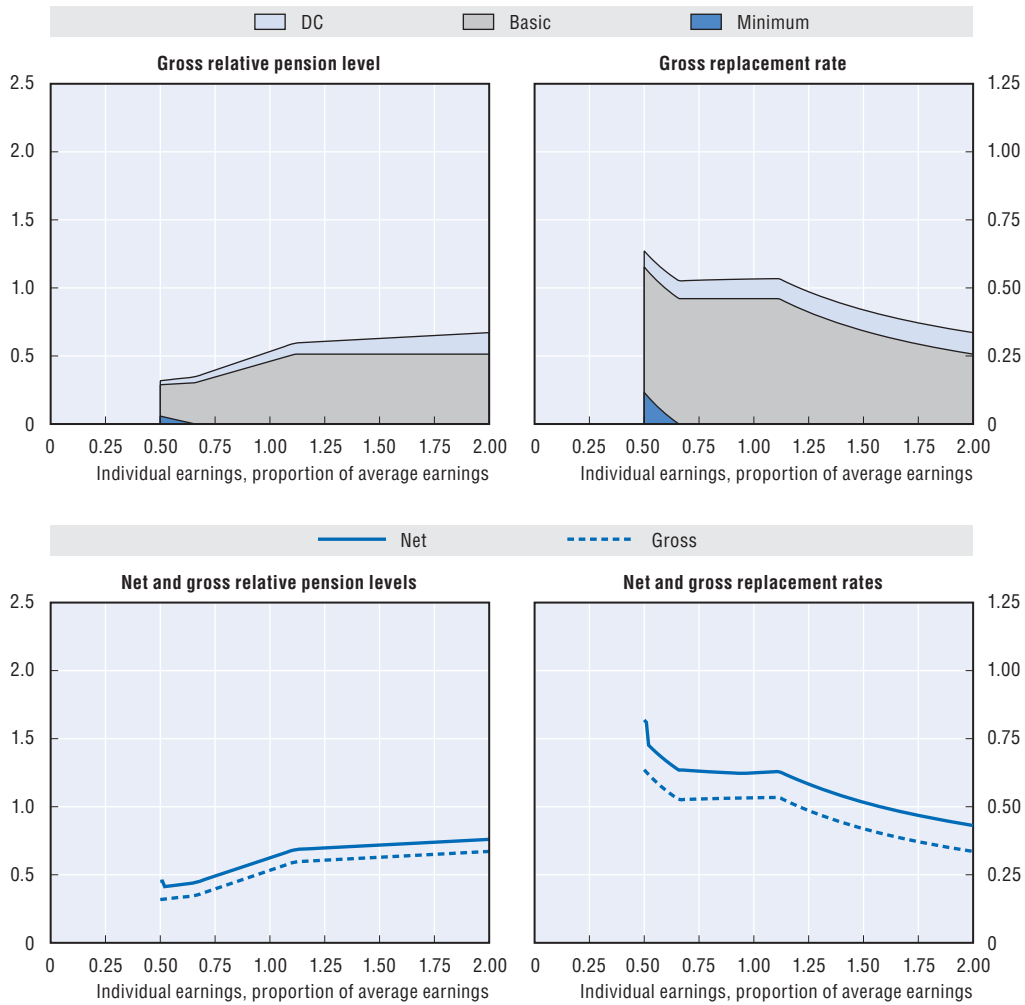 DC Basic Minimum
Gross relative pension level
2.5
2.0
1.5
1.0
0.5
0
0 0.25 0.50 0.75 1.00 1.25 1.50 1.75 2.00
Individual earnings, proportion of average earnings
Gross replacement rate
1.25
1.00
0.75
0.50
0.25
0
0 0.25 0.50 0.75 1.00 1.25 1.50 1.75 2.00
Individual earnings, proportion of average earnings
Net Gross
Net and gross relative pension levels
2.5
2.0
1.5
1.0
0.5
0
0 0.25 0.50 0.75 1.00 1.25 1.50 1.75 2.00
Individual earnings, proportion of average earnings
Net and gross replacement rates
1.25
1.00
0.75
0.50
0.25
0
0 0.25 0.50 0.75 1.00 1.25 1.50 1.75 2.00
Individual earnings, proportion of average earnings